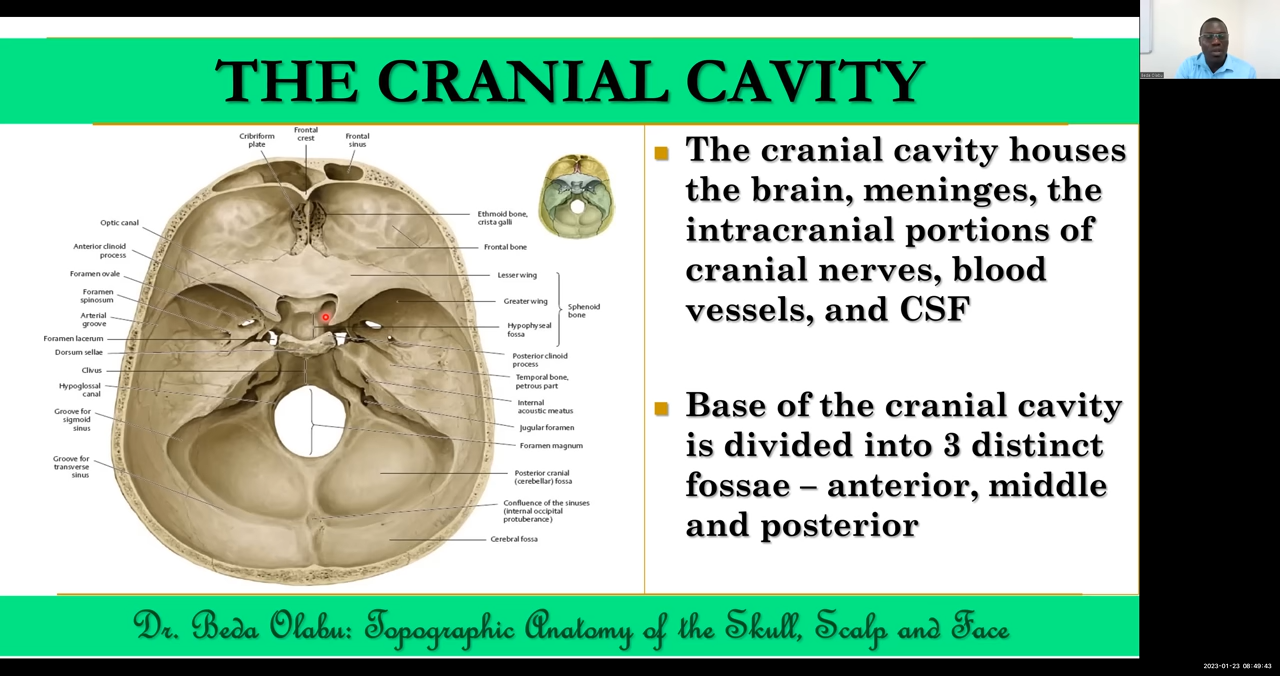 THE CRANIAL CAVITY
Cribriform
plate
Frontal
crest
Frontal
sinus
Optic canal
Anterior clinoid
process
Foramen ovale
Foramen
spinosum
Arterial
groove
Foramen lacerum
Dorsum sellae
Clivus
Hypoglossal
canal
Groove for
sigmoid
sinus
Groove for
transverse
sinus
Ethmoid bone,
crista galli
Frontal bone
Lesser wing
Greater wing
Hypophyseal
fossa
Sphenoid
bone
Posterior clinoid
process
Temporal bone,
petrous part
Internal
acoustic meatus
Jugular foramen
Foramen magnum
Posterior cranial
(cerebellar) fossa
Confluence of the sinuses
(internal occipital
protuberance)
Cerebral fossa
The cranial cavity houses
the brain, meninges, the
intracranial portions of
cranial nerves, blood
vessels, and CSF
Base of the cranial cavity
is divided into 3 distinct
fossae – anterior, middle
and posterior
Dr. Beda Olabu: Topographic Anatomy of the Skull, Scalp and Face
Beda Olabu
2023-01-23 08:49:43